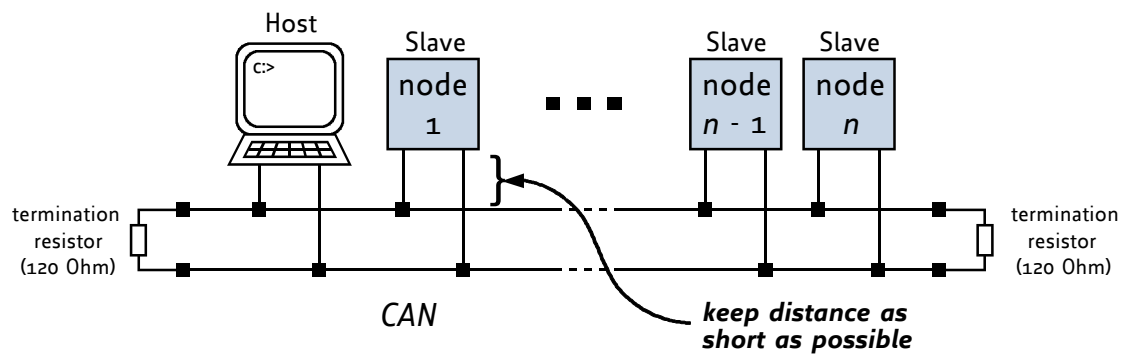 Host
C:>
Slave
node
1
Slave
node
n - 1
Slave
node
n
termination
resistor
(120 Ohm)
termination
resistor
(120 Ohm)
CAN
keep distance as
short as possible